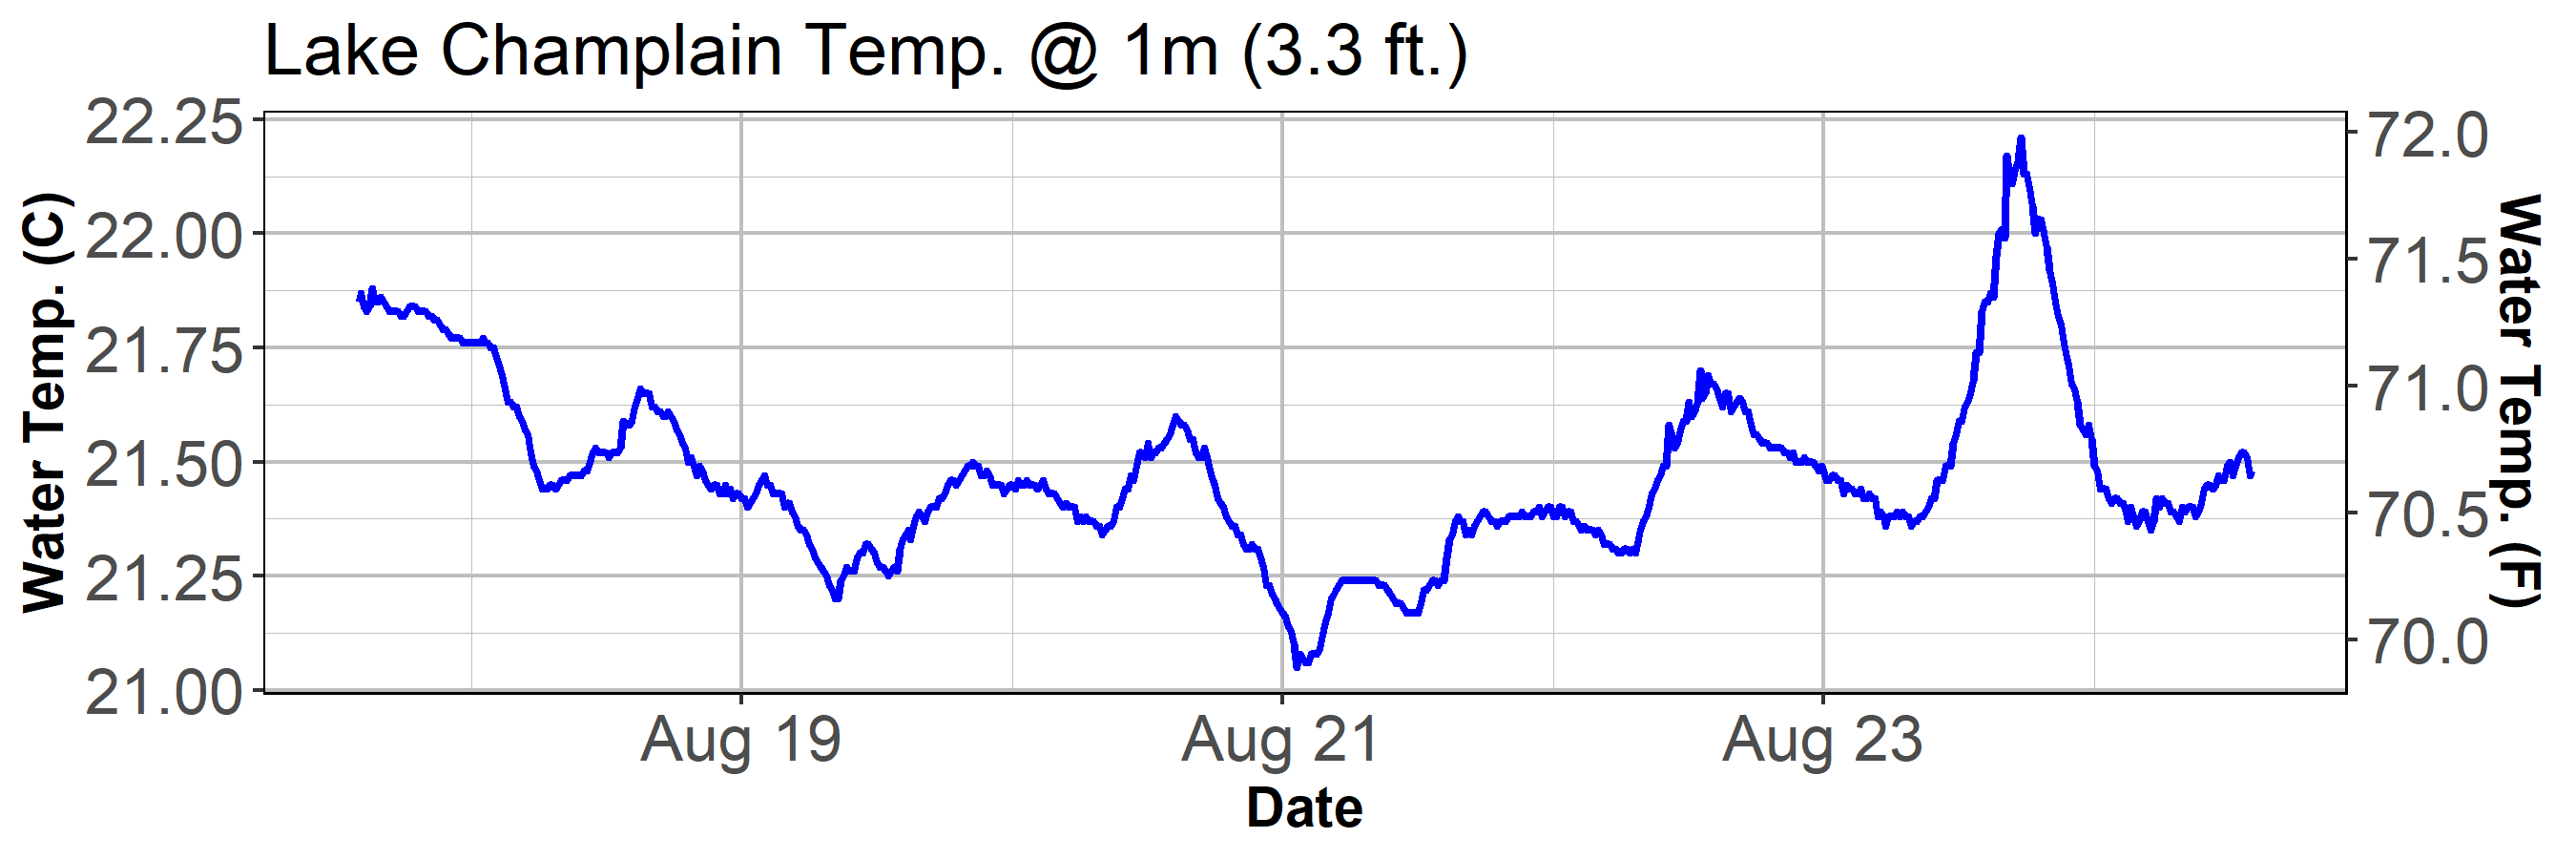 Lake Champlain Temp. @ 1m (3.3 ft.)
Water Temp. (C)
22.25
22.00
21.75
21.50
21.25
21.00
72.0
71.5
71.0
70.5
70.0
Water Temp. (F)
Aug 19 Aug 21 Aug 23
Date